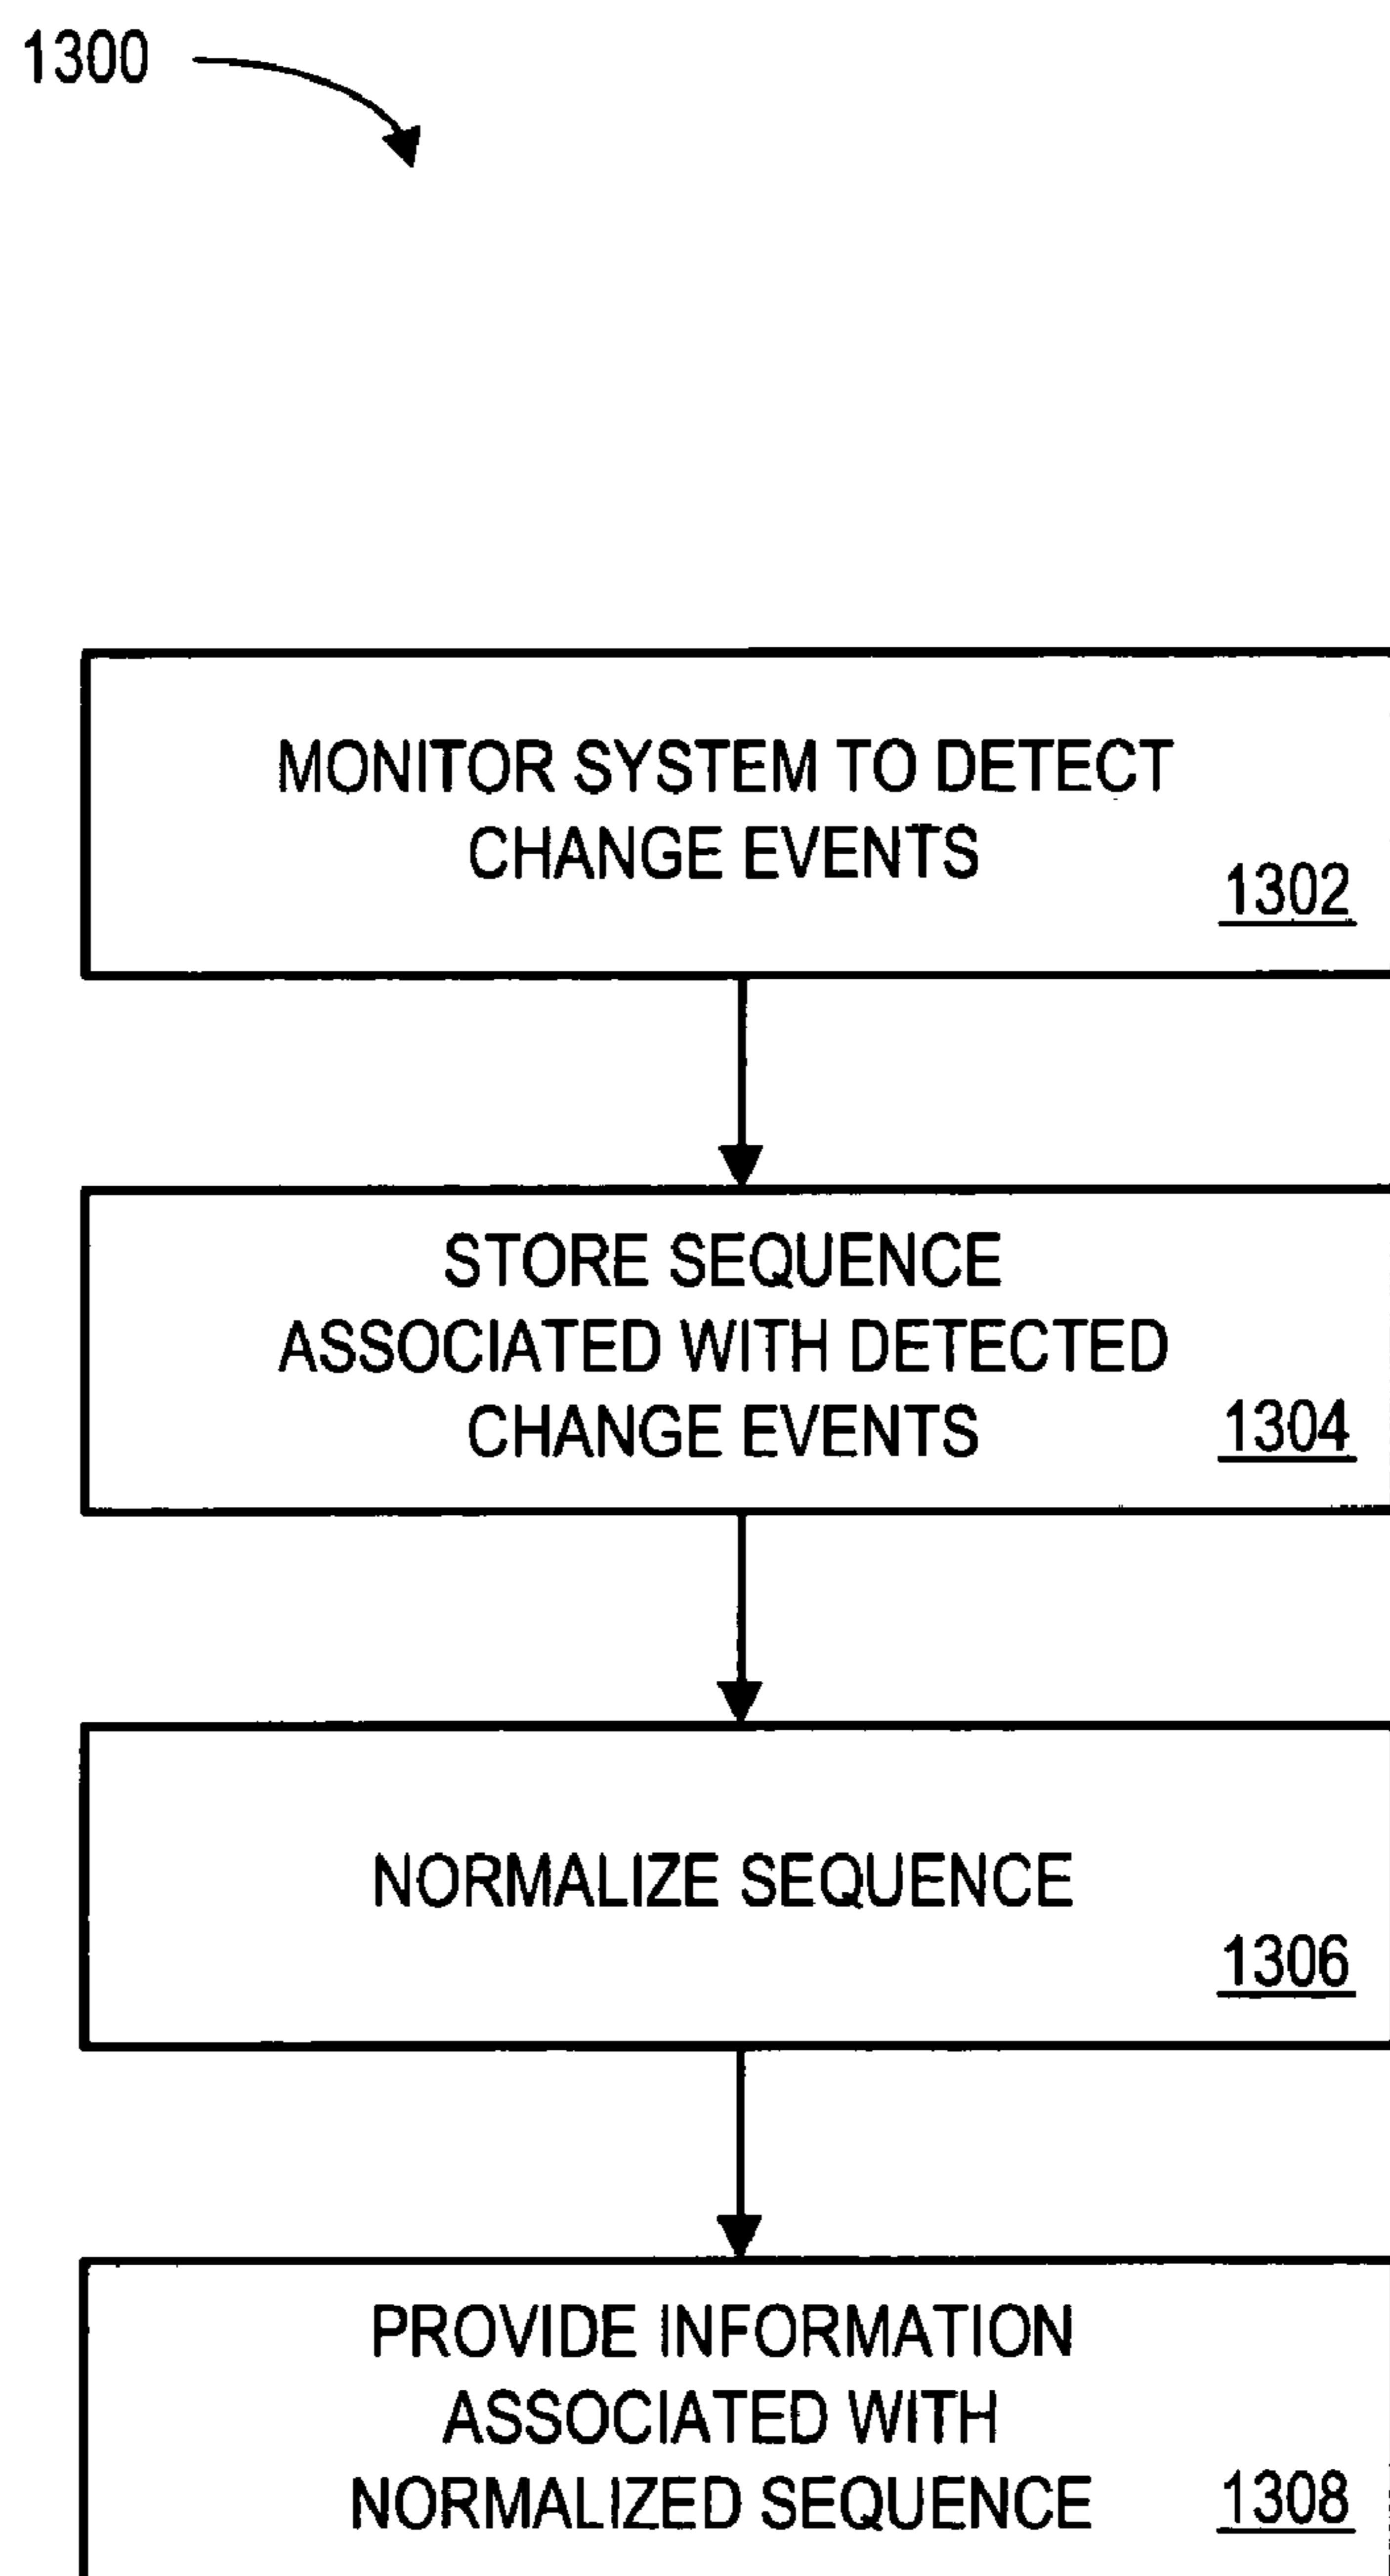 1300
MONITOR SYSTEM TO DETECT
CHANGE EVENTS
1302
STORE SEQUENCE
ASSOCIATED WITH DETECTED
CHANGE EVENTS
1304
NORMALIZE SEQUENCE
1306
PROVIDE INFORMATION
ASSOCIATED WITH
NORMALIZED SEQUENCE
1308